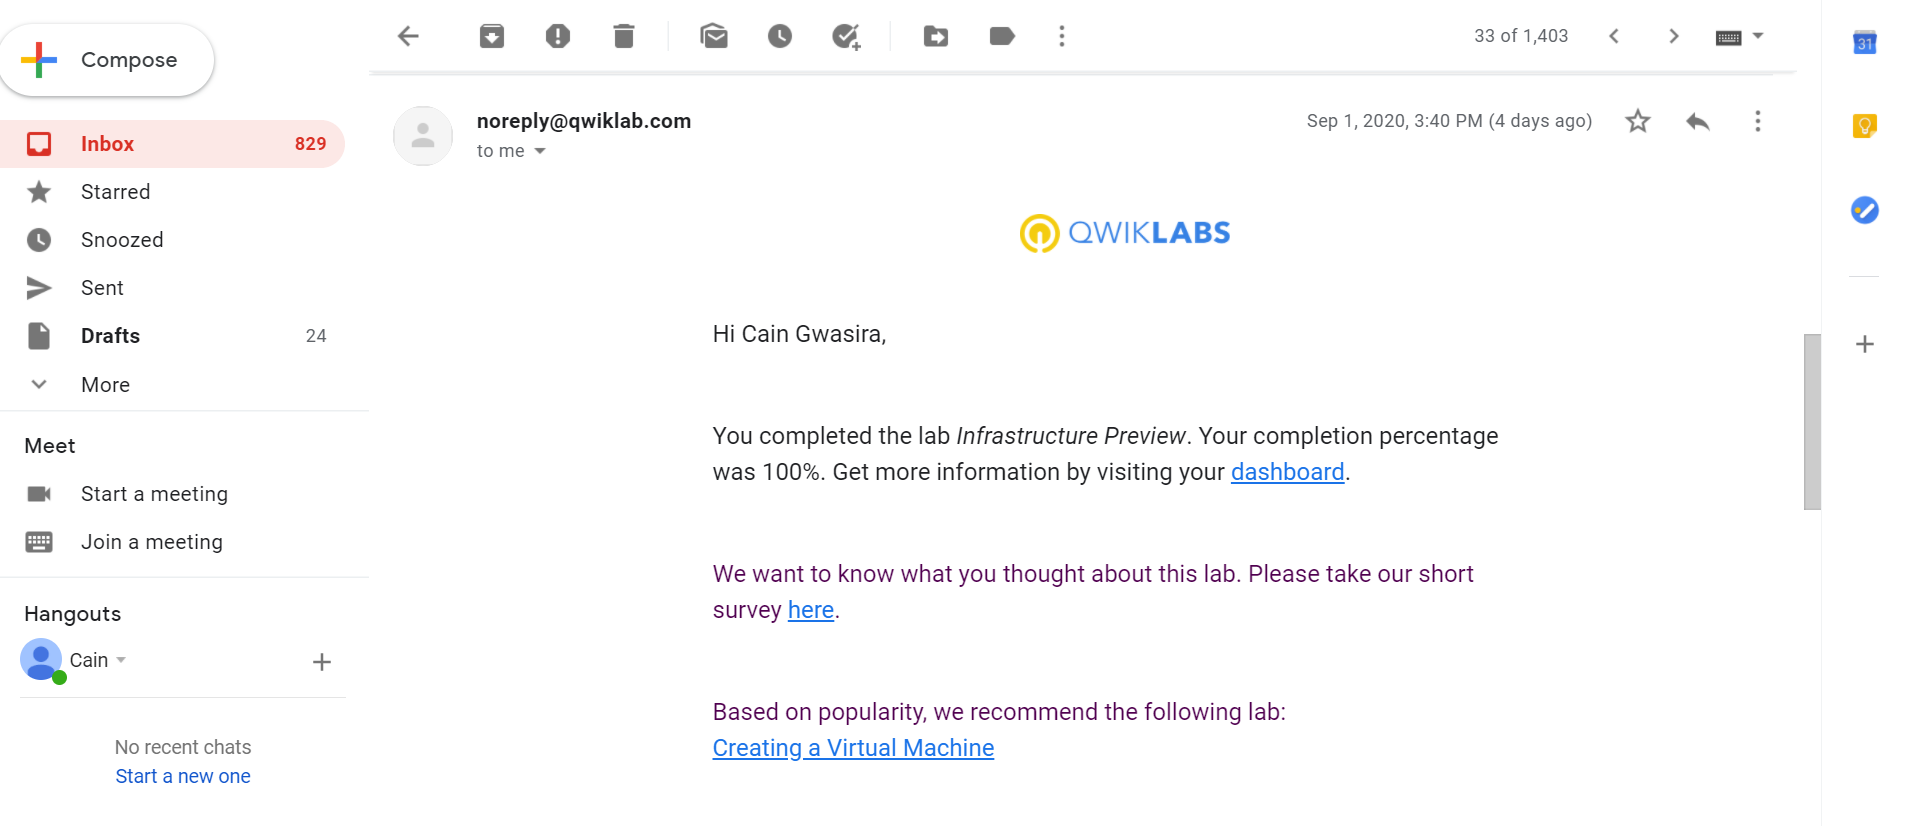 Compose
33 of 1,403
31
Inbox 829
Starred
Snoozed
Sent
Drafts 24
More
Meet
Start a meeting
Join a meeting
Hangouts
Cain
No recent chats
Start a new one
noreply@qwiklab.com
Sep 1, 2020, 3:40 PM (4 days ago)
to me
QWIKLABS
Hi Cain Gwasira,
You completed the lab Infrastructure Preview. Your completion percentage
was 100%. Get more information by visiting your dashboard.
We want to know what you thought about this lab. Please take our short
survey here.
Based on popularity, we recommend the following lab:
Creating a Virtual Machine